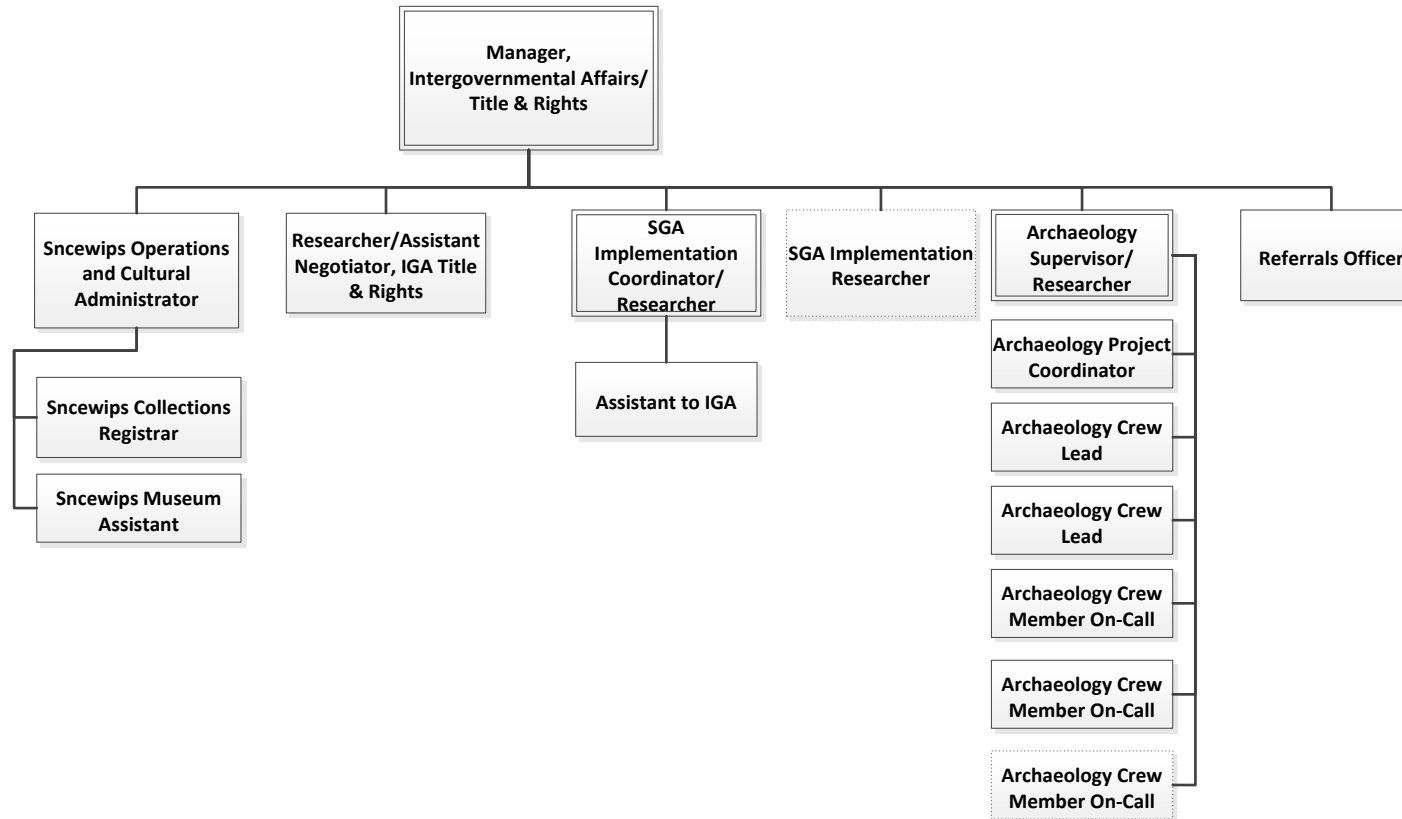 Manager,
Intergovernmental Affairs/
Title & Rights
Sncewips Operations
and Cultural
Administrator
Researcher/Assistant
Negotiator, IGA Title
& Rights
SGA
Implementation
Coordinator/
Researcher
SGA Implementation
Researcher
Archaeology
Supervisor/
Researcher
Referrals Officer
Sncewips Collections
Registrar
Sncewips Museum
Assistant
Assistant to IGA
Archaeology Project
Coordinator
Archaeology Crew
Lead
Archaeology Crew
Lead
Archaeology Crew
Member On-Call
Archaeology Crew
Member On-Call
Archaeology Crew
Member On-Call